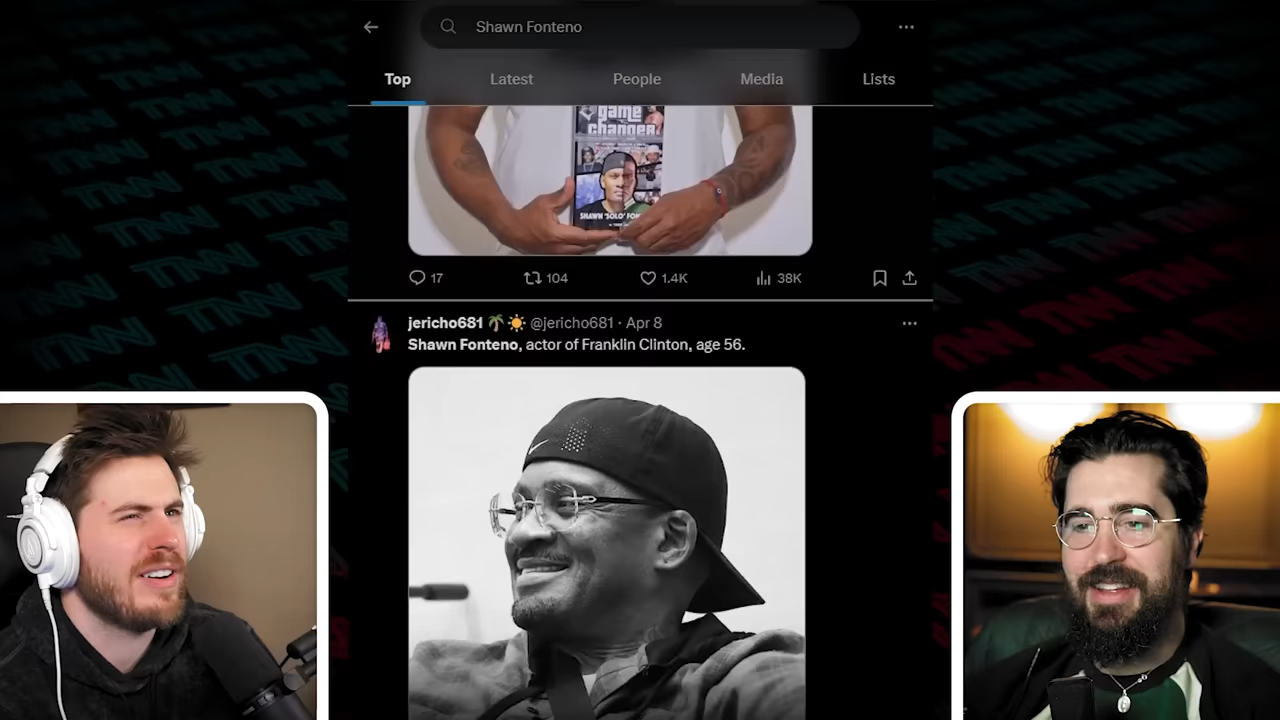 Shawn Fonteno
Top
Latest
People
Media
Lists
game
changer
SHAWN "SOLO"
17
104
1.4K
38K
jericho681 🌴☀️ @jericho681 · Apr 8
Shawn Fonteno, actor of Franklin Clinton, age 56.
TNW